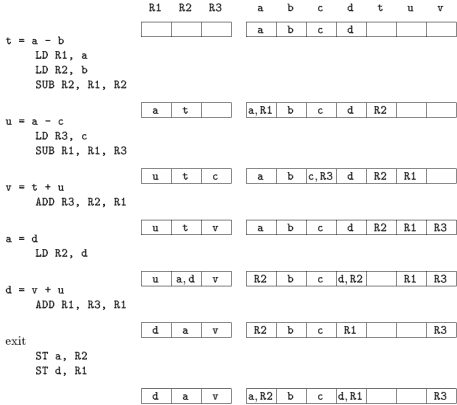 R1 R2 R3 a b c d t u v
a b c d
t = a - b
LD R1, a
LD R2, b
SUB R2, R1, R2
a t a,R1 b c d R2
u = a - c
LD R3, c
SUB R1, R1, R3
u t c a b c,R3 d R2 R1
v = t + u
ADD R3, R2, R1
u t v a b c d R2 R1 R3
a = d
LD R2, d
u a,d v R2 b c d,R2 R1 R3
d = v + u
ADD R1, R3, R1
d a v R2 b c R1 R3
exit
ST a, R2
ST d, R1
d a v a,R2 b c d,R1 R3